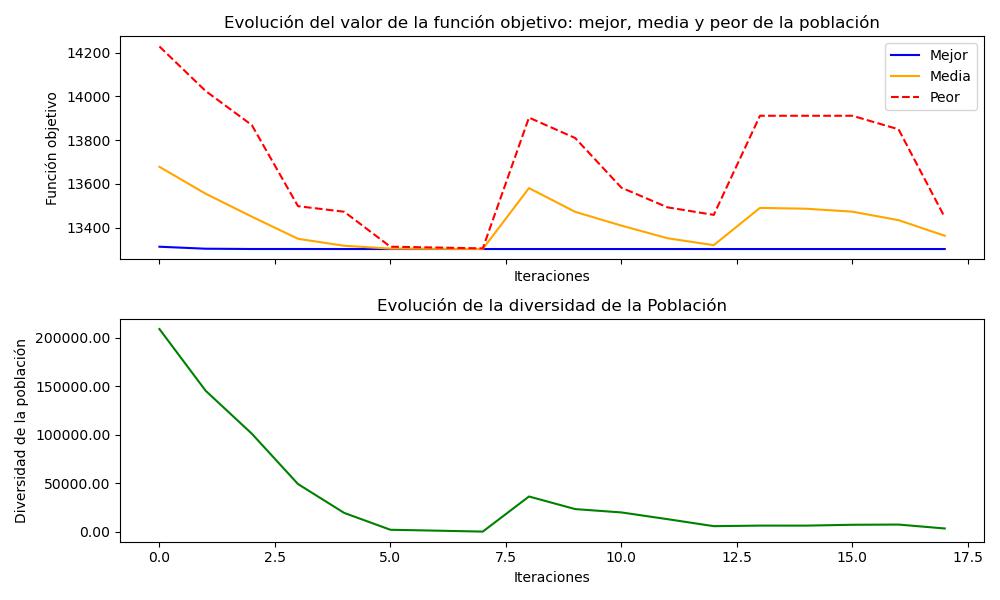 Evolución del valor de la función objetivo: mejor, media y peor de la población
Función objetivo
14200
14000
13800
13600
13400
Mejor
Media
Peor
Iteraciones
Evolución de la diversidad de la Población
Diversidad de la población
200000.00
150000.00
100000.00
50000.00
0.00
0.0 2.5 5.0 7.5 10.0 12.5 15.0 17.5
Iteraciones